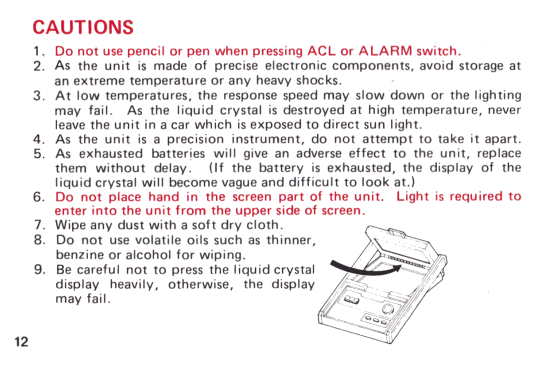 CAUTIONS
1. Do not use pencil or pen when pressing ACL or ALARM switch.
2. As the unit is made of precise electronic components, avoid storage at
an extreme temperature or any heavy shocks.
3. At low temperatures, the response speed may slow down or the lighting
may fail. As the liquid crystal is destroyed at high temperature, never
leave the unit in a car which is exposed to direct sun light.
4. As the unit is a precision instrument, do not attempt to take it apart.
5. As exhausted batteries will give an adverse effect to the unit, replace
them without delay. (If the battery is exhausted, the display of the
liquid crystal will become vague and difficult to look at.)
6. Do not place hand in the screen part of the unit. Light is required to
enter into the unit from the upper side of screen.
7. Wipe any dust with a soft dry cloth.
8. Do not use volatile oils such as thinner,
benzine or alcohol for wiping.
9. Be careful not to press the liquid crystal
display heavily, otherwise, the display
may fail.
12